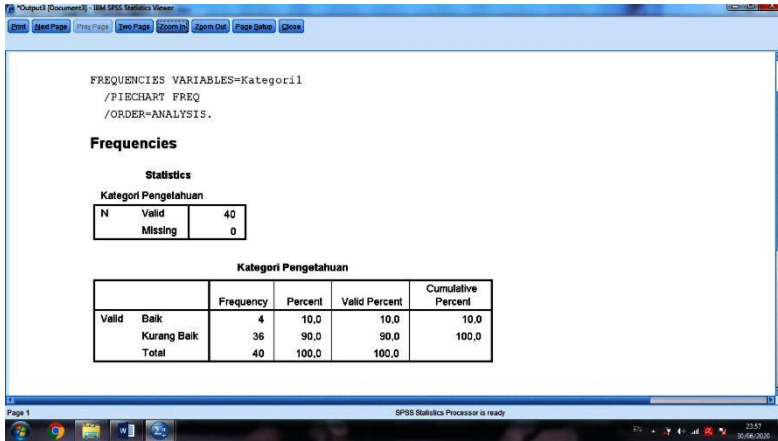 *Output3 [Document3] - IBM SPSS Statistics Viewer
Print Next Page Prev Page Two Page Zoom In Zoom Out Page Setup Close
FREQUENCIES VARIABLES=Kategori1
/PIECHART FREQ
/ORDER=ANALYSIS.
Frequencies
Statistics
Kategori Pengetahuan
N Valid 40
Missing 0
Kategori Pengetahuan
Frequency Percent Valid Percent Cumulative Percent
Valid Baik 4 10,0 10,0 10,0
Kurang Baik 36 90,0 90,0 100,0
Total 40 100,0 100,0
Page 1 SPSS Statistics Processor is ready
EN 23:57
30/06/2020